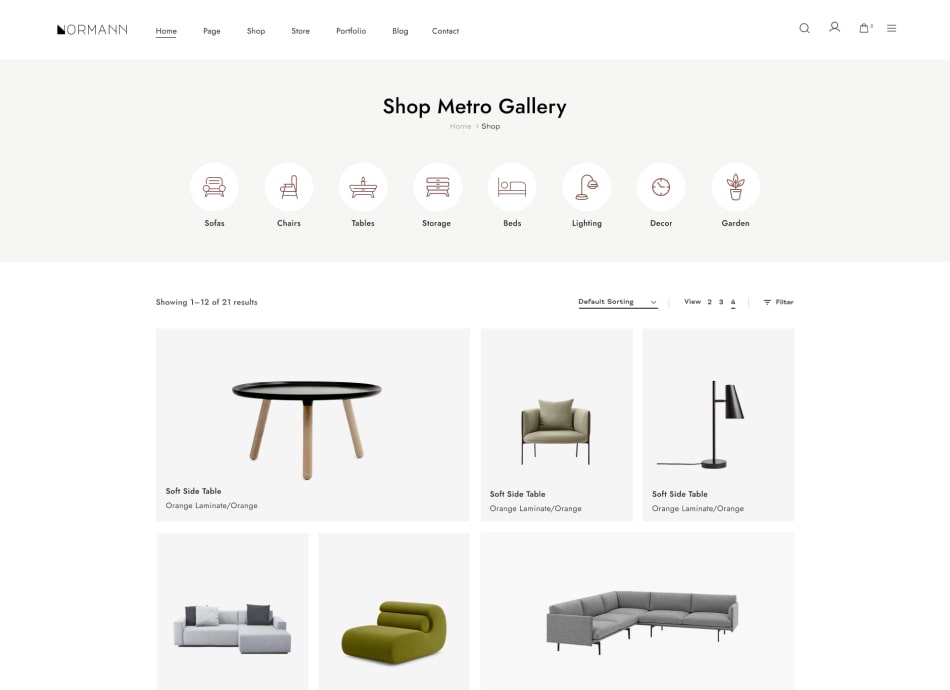 NORMANN
Home Page Shop Store Portfolio Blog Contact
0
Shop Metro Gallery
Home > Shop
Sofas Chairs Tables Storage Beds Lighting Decor Garden
Showing 1–12 of 21 results
Default Sorting View 2 3 4 Filter
Soft Side Table
Orange Laminate/Orange
Soft Side Table
Orange Laminate/Orange
Soft Side Table
Orange Laminate/Orange